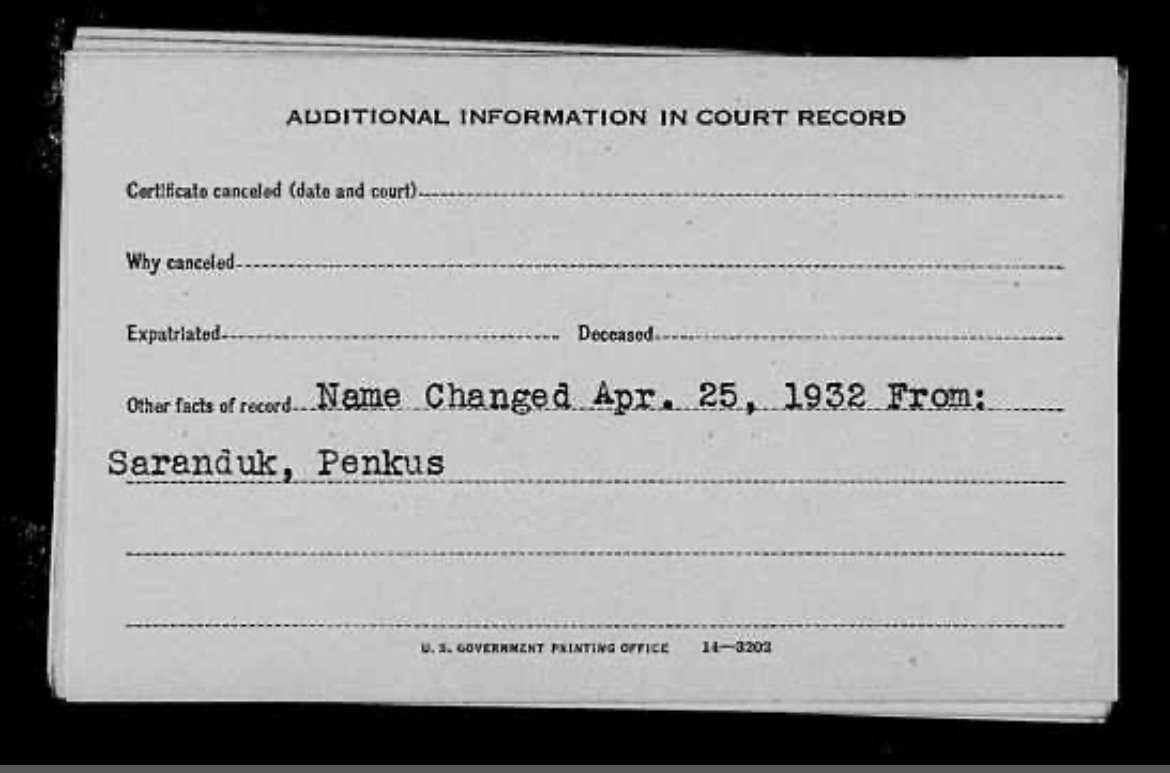 ADDITIONAL INFORMATION IN COURT RECORD
Certificate canceled (date and court)
Why canceled
Expatriated Deceased
Other facts of record Name Changed Apr. 25, 1932 From:
Saranduk, Penkus
U. S. GOVERNMENT PRINTING OFFICE 14—3202